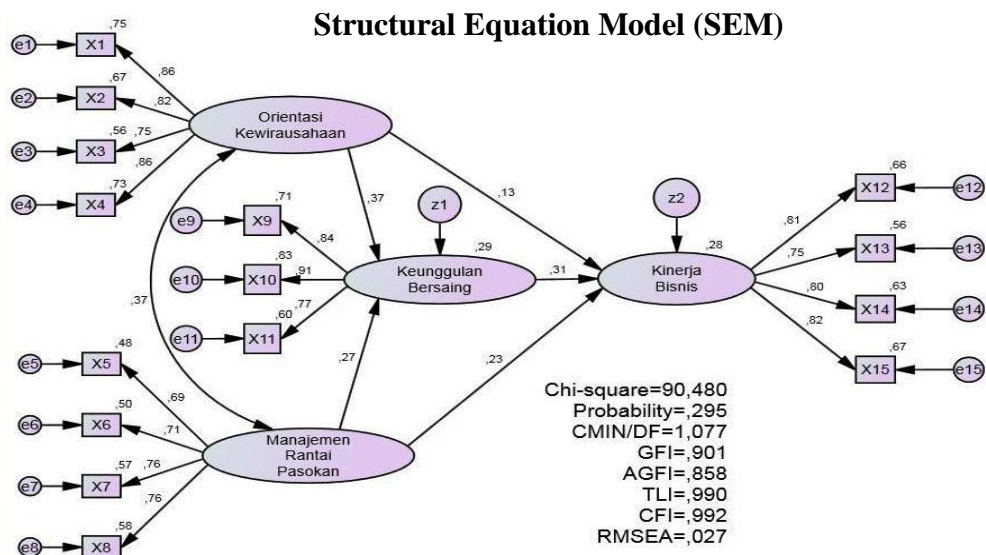 Structural Equation Model (SEM)
,75
e1
X1
,86
,67
e2
X2
,82
,56
e3
X3
,75
,86
,73
e4
X4
Orientasi
Kewirausahaan
,37
,13
,71
e9
X9
,84
,83
e10
X10
,91
,77
,60
e11
X11
z1
,29
Keunggulan
Bersaing
,31
z2
,28
Kinerja
Bisnis
,66
X12
e12
,81
,56
X13
e13
,75
,63
X14
e14
,80
,67
X15
e15
,82
,37
,27
,23
,48
e5
X5
,69
,50
e6
X6
,71
,57
e7
X7
,76
,76
,58
e8
X8
Manajemen
Rantai
Pasokan
Chi-square=90,480
Probability=,295
CMIN/DF=1,077
GFI=,901
AGFI=,858
TLI=,990
CFI=,992
RMSEA=,027